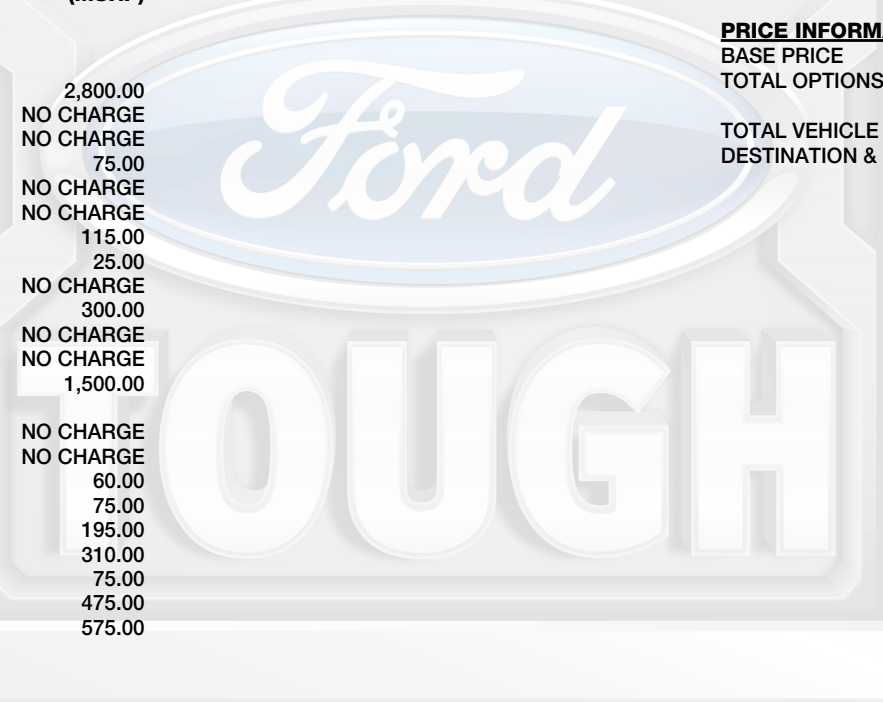 (MSRP)
2,800.00
NO CHARGE
NO CHARGE
75.00
NO CHARGE
NO CHARGE
115.00
25.00
NO CHARGE
300.00
NO CHARGE
NO CHARGE
1,500.00
NO CHARGE
NO CHARGE
60.00
75.00
195.00
310.00
75.00
475.00
575.00
PRICE INFORMA
BASE PRICE
TOTAL OPTIONS
TOTAL VEHICLE
DESTINATION &
Ford
TOUGH